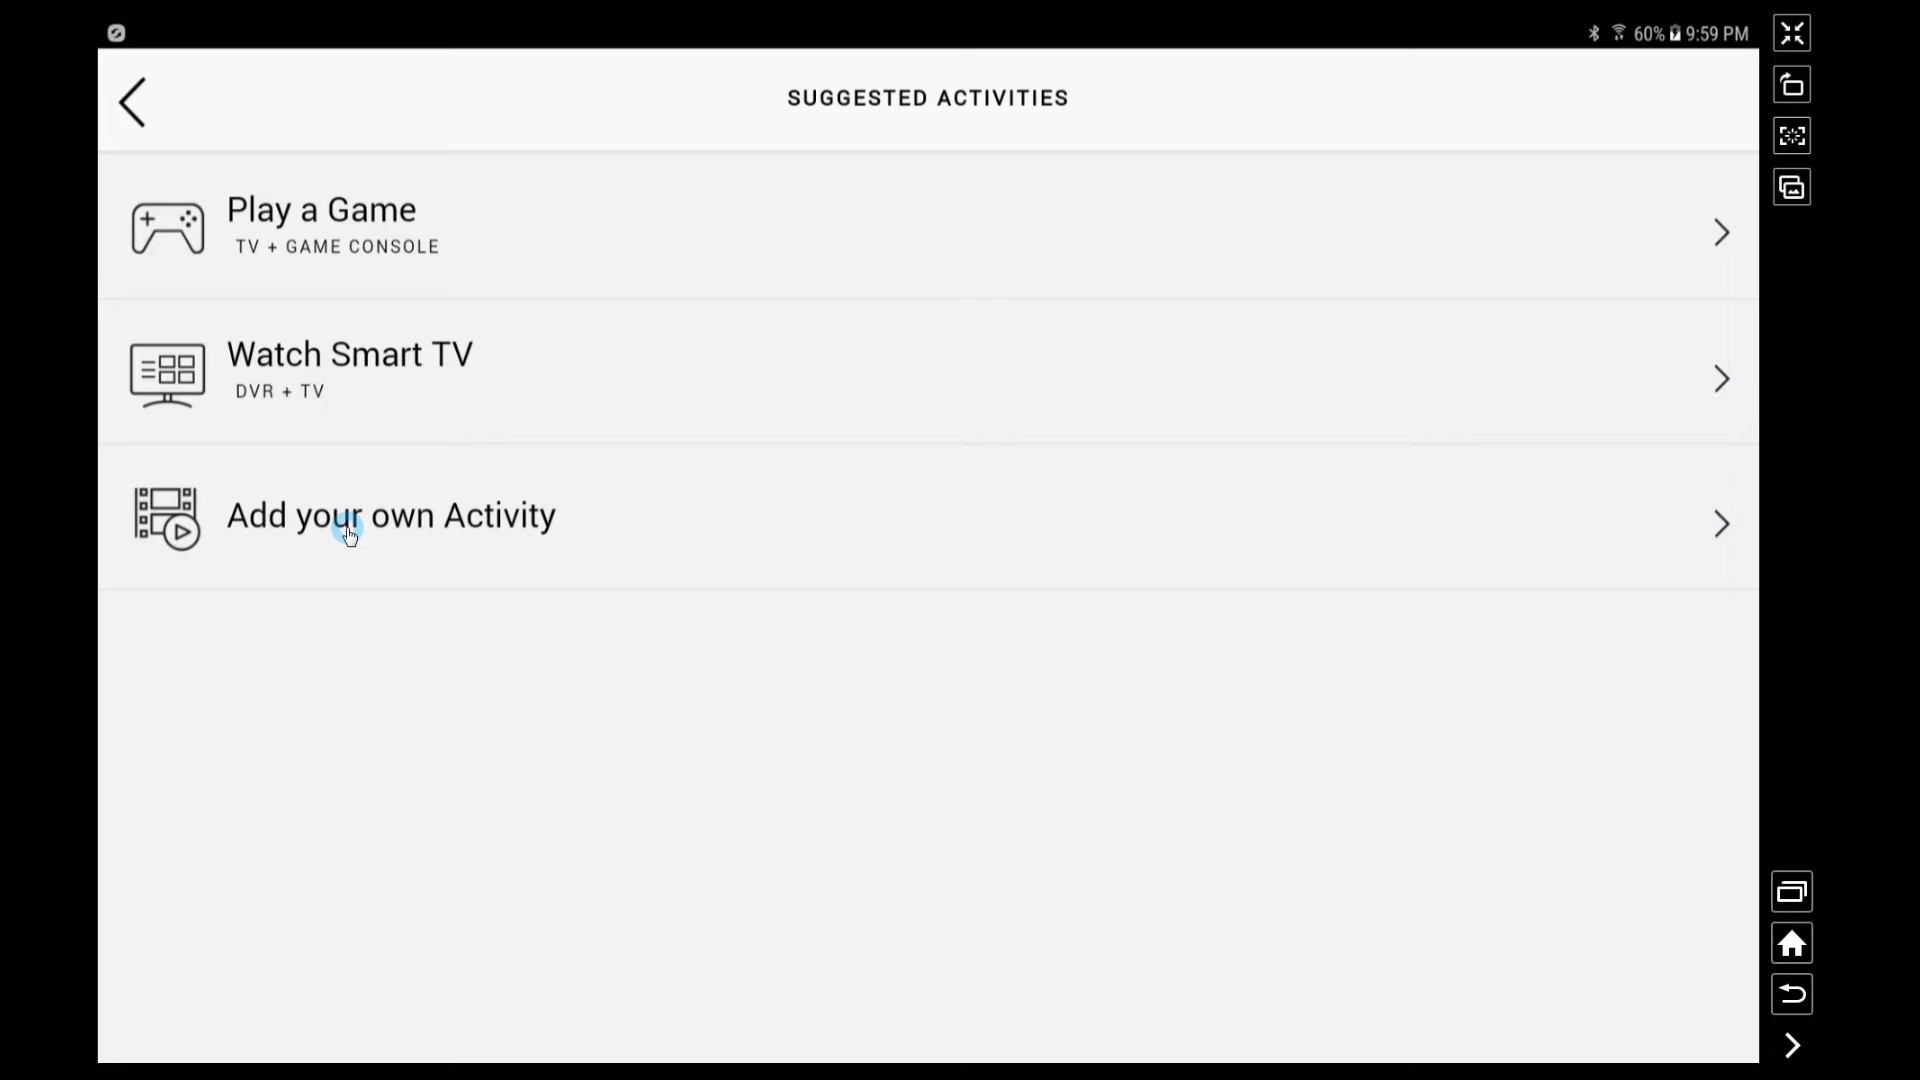 60% 9:59 PM
SUGGESTED ACTIVITIES
Play a Game
TV + GAME CONSOLE
Watch Smart TV
DVR + TV
Add your own Activity